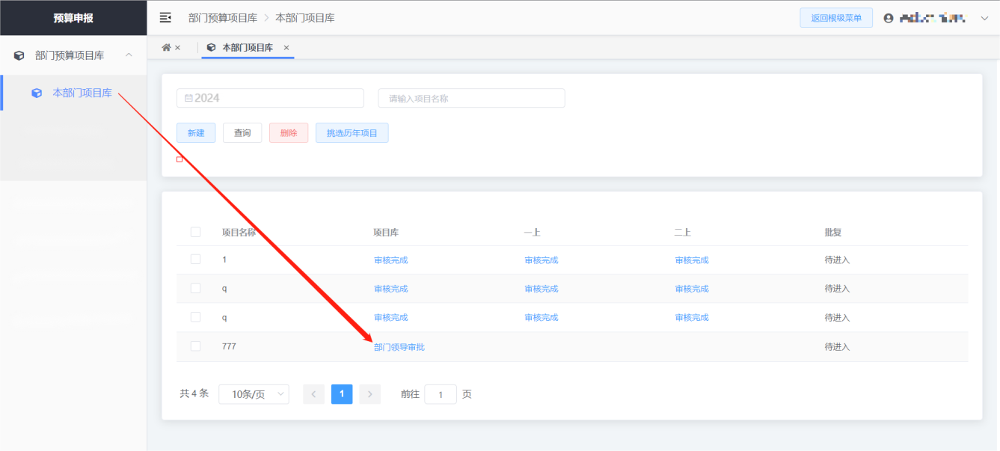 预算申报
部门预算项目库 > 本部门项目库
返回根级菜单
部门预算项目库
本部门项目库
本部门项目库
2024
请输入项目名称
新建 查询 删除 挑选历年项目
项目名称 项目库 一上 二上 批复
1 审核完成 审核完成 审核完成 待进入
q 审核完成 审核完成 审核完成 待进入
q 审核完成 审核完成 审核完成 待进入
777 部门领导审批 待进入
共 4 条 10条/页 1 前往 1 页